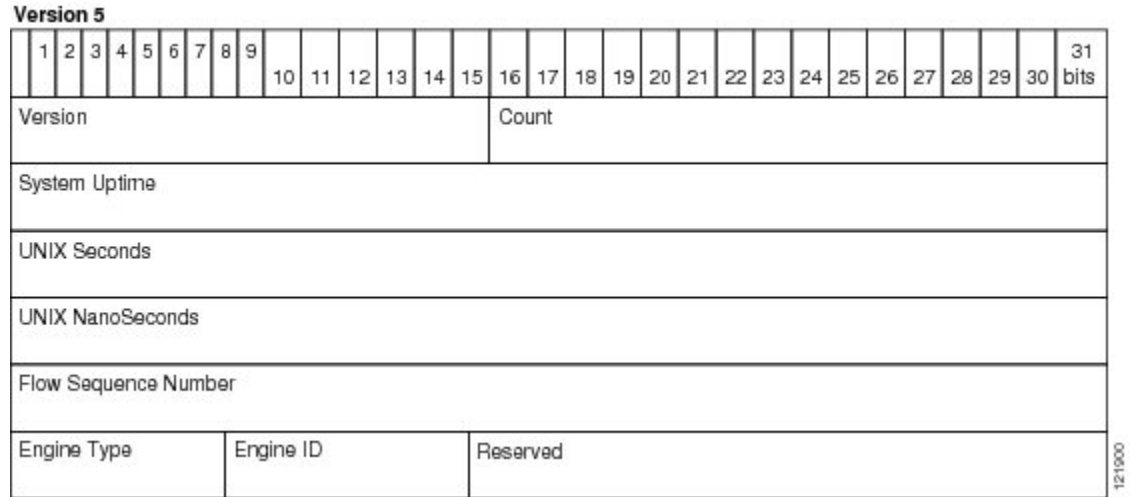 Version 5
1 2 3 4 5 6 7 8 9 10 11 12 13 14 15 16 17 18 19 20 21 22 23 24 25 26 27 28 29 30 31 bits
Version Count
System Uptime
UNIX Seconds
UNIX NanoSeconds
Flow Sequence Number
Engine Type Engine ID Reserved
121900